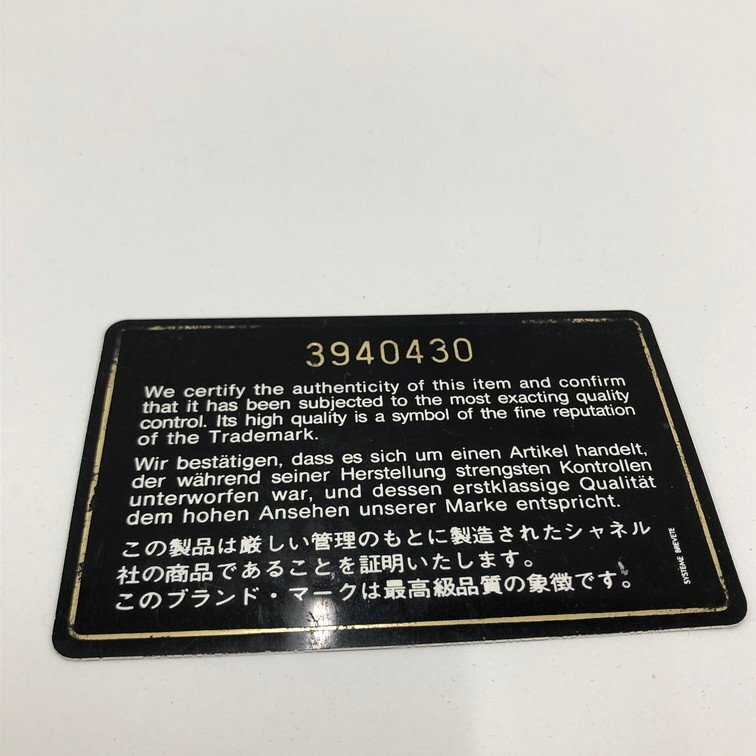 3940430
We certify the authenticity of this item and confirm
that it has been subjected to the most exacting quality
control. Its high quality is a symbol of the fine reputation
of the Trademark.
Wir bestätigen, dass es sich um einen Artikel handelt,
der während seiner Herstellung strengsten Kontrollen
unterworfen war, und dessen erstklassige Qualität
dem hohen Ansehen unserer Marke entspricht.
この製品は厳しい管理のもとに製造されたシャネル
社の商品であることを証明いたします。
このブランド・マークは最高級品質の象徴です。
SYSTEME BREVETE